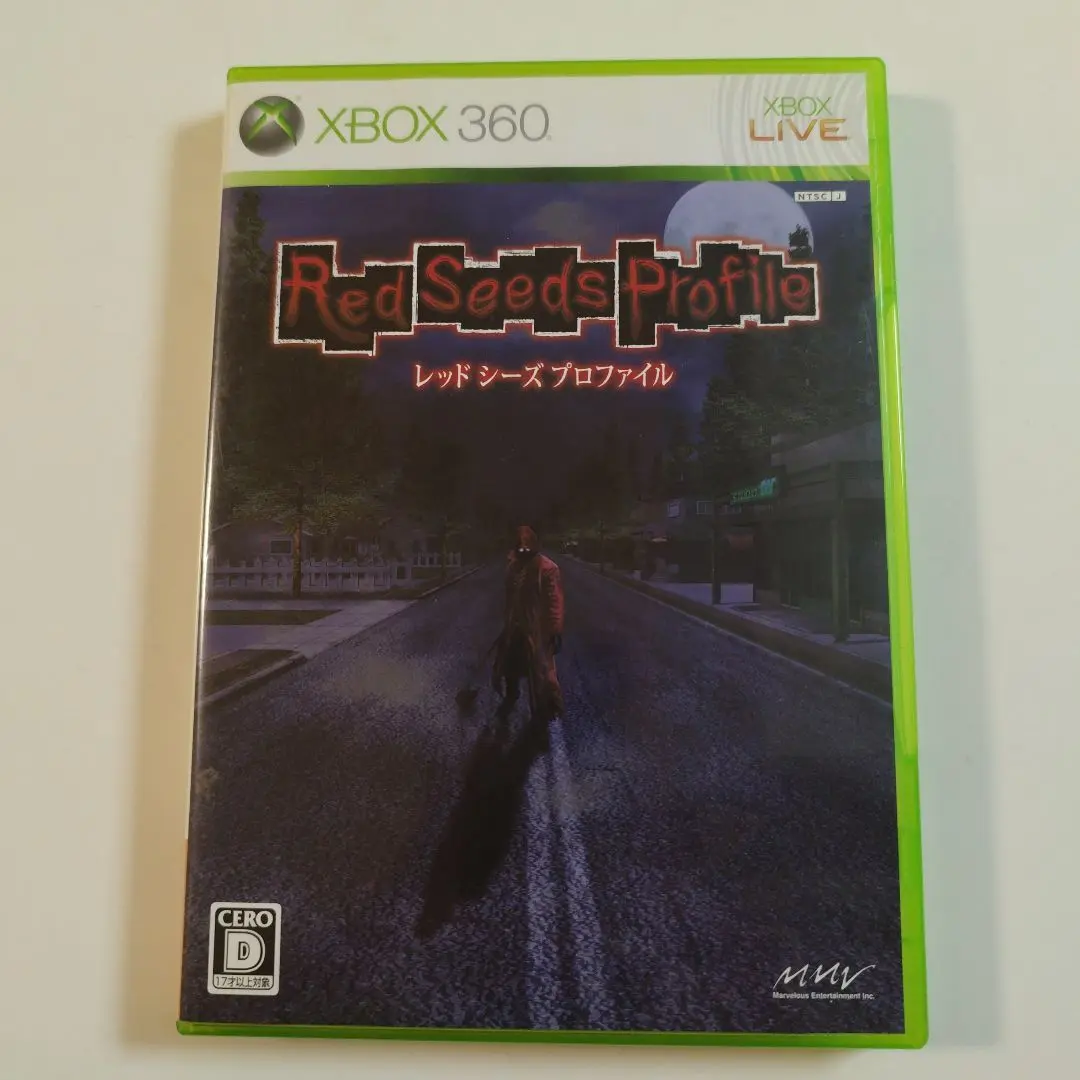 XBOX 360
XBOX
LIVE
NTSC J
Red Seeds Profile
レッド シーズ プロファイル
CERO
D
17才以上対象
MMV
Marvelous Entertainment Inc.